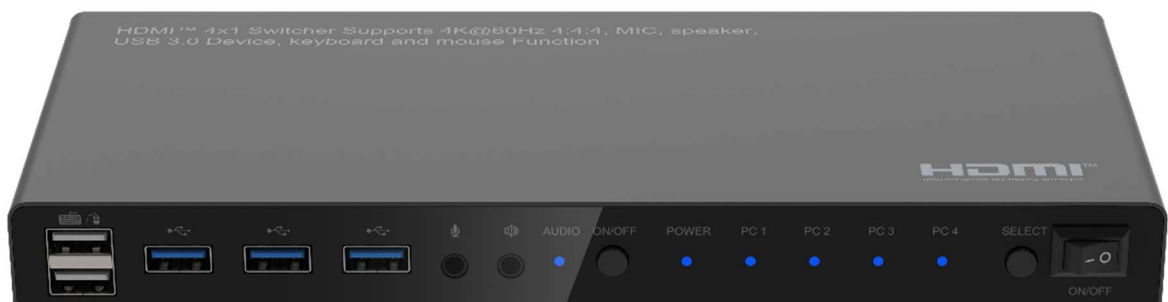 HDMI™ 4x1 Switcher Supports 4K@60Hz 4:4:4, MIC, speaker,
USB 3.0 Device, keyboard and mouse Function
HDMI™
AUDIO ON/OFF POWER PC 1 PC 2 PC 3 PC 4 SELECT
ON/OFF